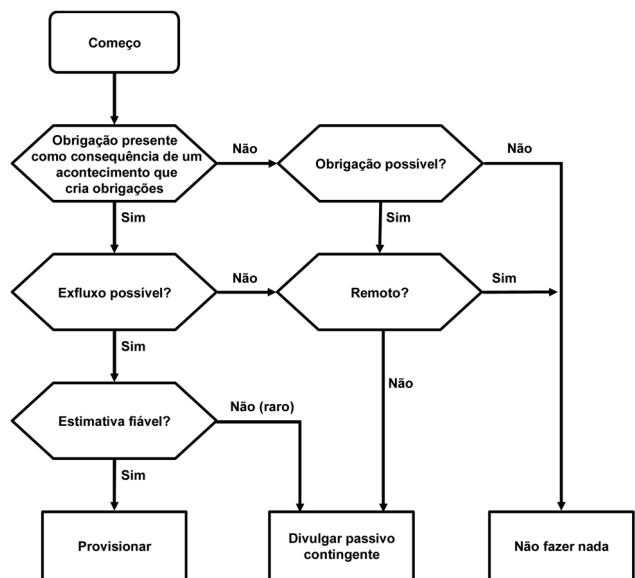 Começo
Obrigação presente
como consequência de um
acontecimento que
cria obrigações
Não
Obrigação possivel?
Não
Sim
Sim
Exfluxo possível?
Não
Remoto?
Sim
Sim
Não
Estimativa fiável?
Não (raro)
Sim
Provisionar
Divulgar passivo
contingente
Não fazer nada